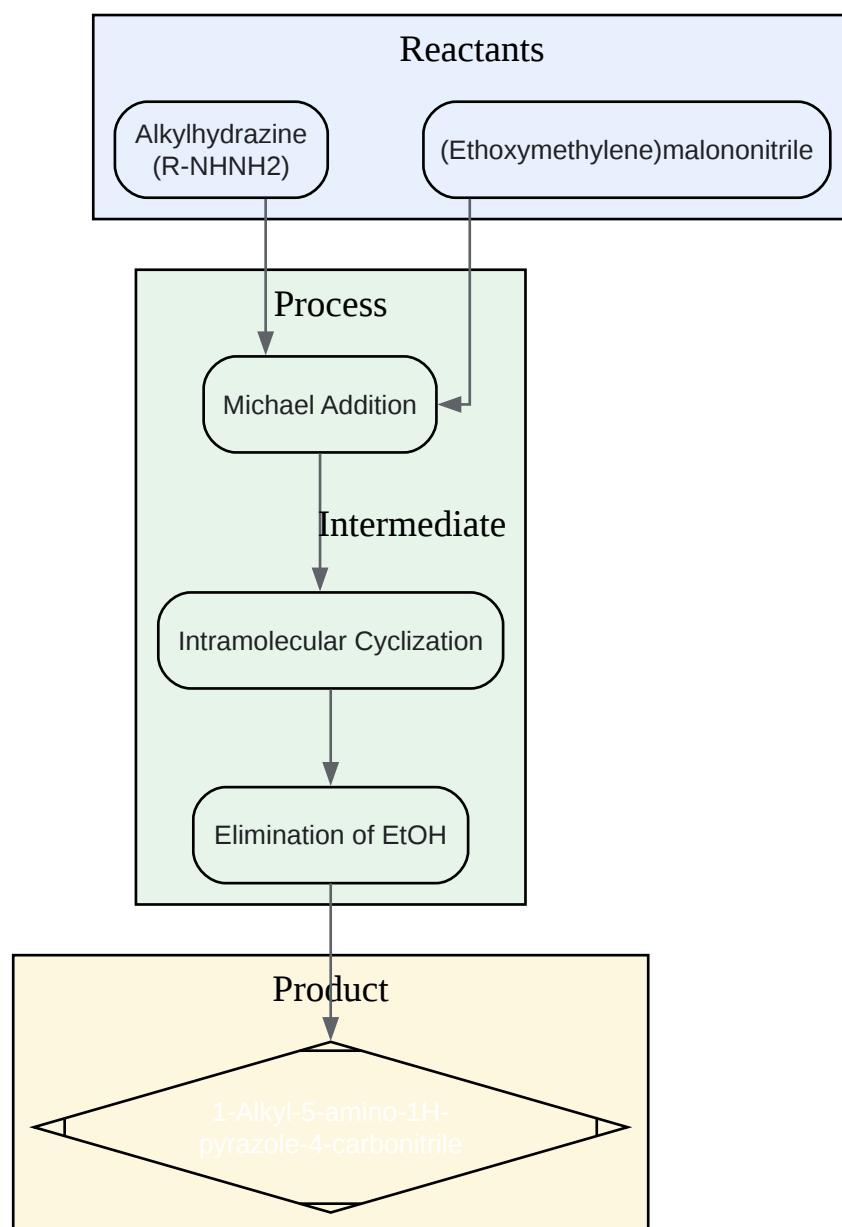 Reactants
Alkylhydrazine
(R-NHNH2)
(Ethoxymethylene)malononitrile
Process
Michael Addition
Intermediate
Intramolecular Cyclization
Elimination of EtOH
Product
1-Alkyl-5-amino-1H-
pyrazole-4-carbonitrile